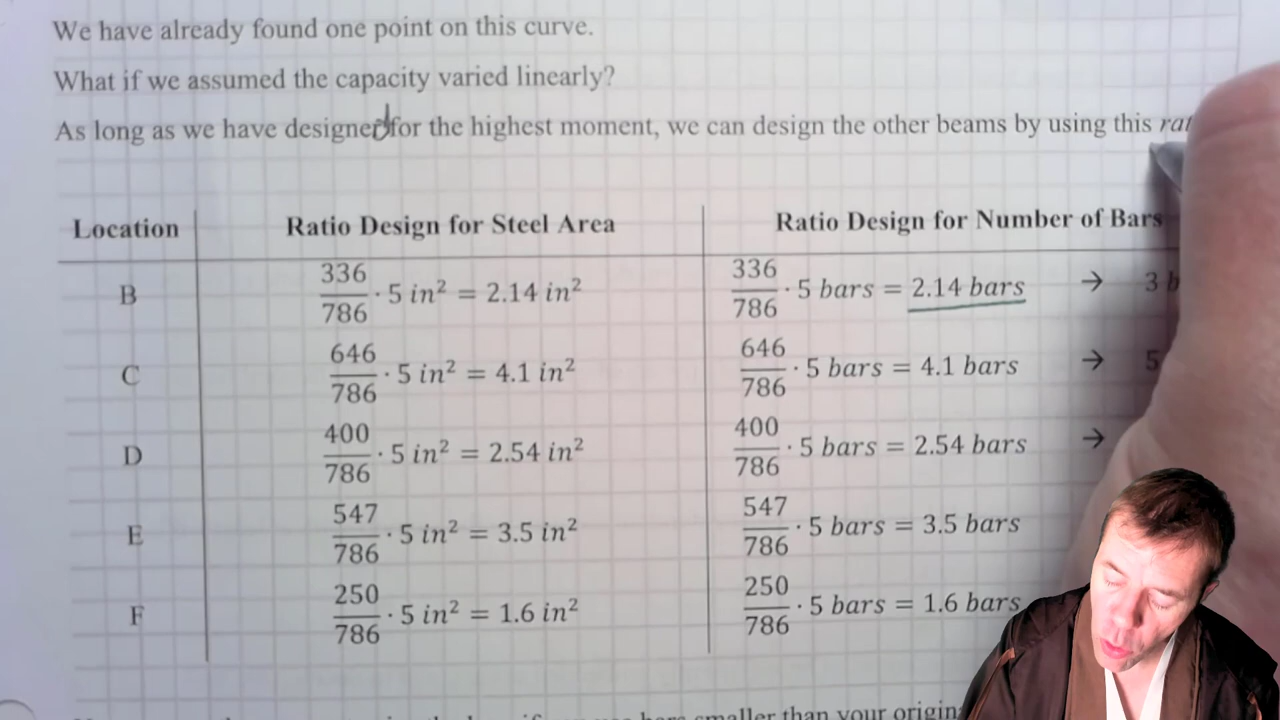 We have already found one point on this curve.
What if we assumed the capacity varied linearly?
As long as we have designed for the highest moment, we can design the other beams by using this
Location Ratio Design for Steel Area Ratio Design for Number of Bars
B 336/786 · 5 in² = 2.14 in² 336/786 · 5 bars = 2.14 bars → 3
C 646/786 · 5 in² = 4.1 in² 646/786 · 5 bars = 4.1 bars → 5
D 400/786 · 5 in² = 2.54 in² 400/786 · 5 bars = 2.54 bars →
E 547/786 · 5 in² = 3.5 in² 547/786 · 5 bars = 3.5 bars
F 250/786 · 5 in² = 1.6 in² 250/786 · 5 bars = 1.6 bars
smaller than your